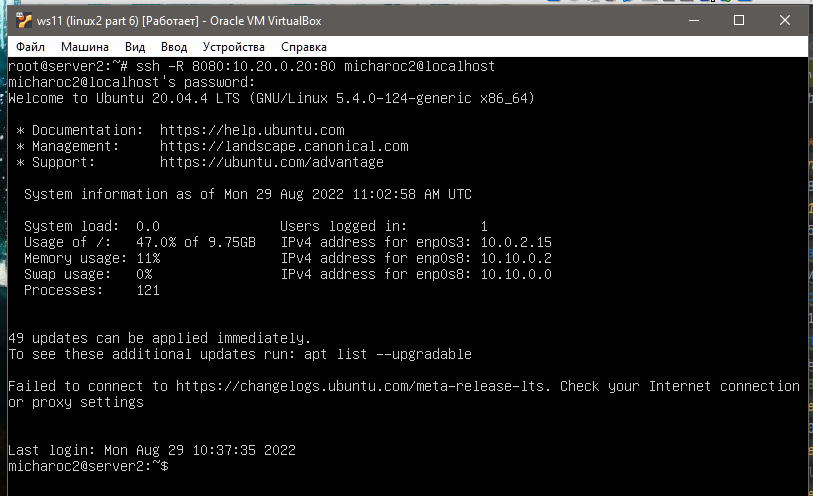 ws11 (linux2 part 6) [Работает] - Oracle VM VirtualBox
Файл Машина Вид Ввод Устройства Справка
root@server2:~# ssh -R 8080:10.20.0.20:80 micharoc2@localhost
micharoc2@localhost's password:
Welcome to Ubuntu 20.04.4 LTS (GNU/Linux 5.4.0-124-generic x86_64)
* Documentation: https://help.ubuntu.com
* Management: https://landscape.canonical.com
* Support: https://ubuntu.com/advantage
System information as of Mon 29 Aug 2022 11:02:58 AM UTC
System load: 0.0 Users logged in: 1
Usage of /: 47.0% of 9.75GB IPv4 address for enp0s3: 10.0.2.15
Memory usage: 11% IPv4 address for enp0s8: 10.10.0.2
Swap usage: 0% IPv4 address for enp0s8: 10.10.0.0
Processes: 121
49 updates can be applied immediately.
To see these additional updates run: apt list --upgradable
Failed to connect to https://changelogs.ubuntu.com/meta-release-lts. Check your Internet connection
or proxy settings
Last login: Mon Aug 29 10:37:35 2022
micharoc2@server2:~$